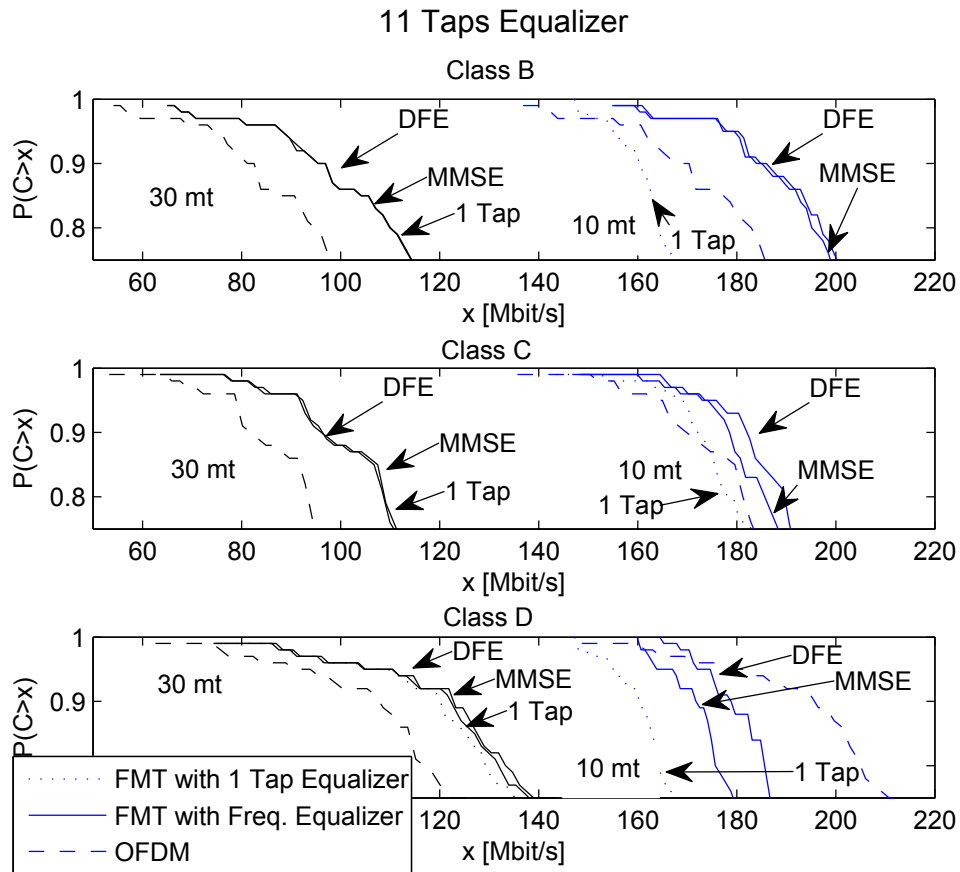 11 Taps Equalizer
Class B
P(C>x)
1
0.9
0.8
DFE
MMSE
1 Tap
30 mt
DFE
MMSE
10 mt
1 Tap
60 80 100 120 140 160 180 200 220
x [Mbit/s]
Class C
P(C>x)
1
0.9
0.8
DFE
MMSE
1 Tap
30 mt
DFE
MMSE
10 mt
1 Tap
60 80 100 120 140 160 180 200 220
x [Mbit/s]
Class D
P(C>x)
1
0.9
DFE
MMSE
1 Tap
30 mt
DFE
MMSE
10 mt
1 Tap
100 120 140 160 180 200 220
x [Mbit/s]
FMT with 1 Tap Equalizer
FMT with Freq. Equalizer
OFDM